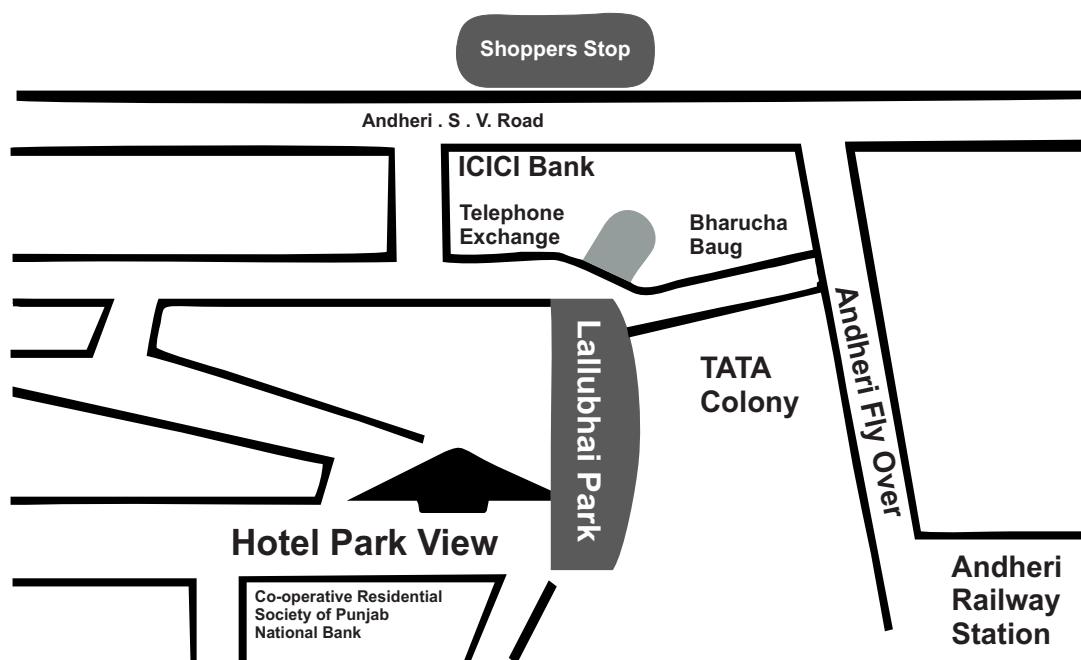 Shoppers Stop
Andheri . S . V. Road
ICICI Bank
Telephone
Exchange
Bharucha
Baug
Lallubhai Park
TATA
Colony
Andheri Fly Over
Hotel Park View
Co-operative Residential
Society of Punjab
National Bank
Andheri
Railway
Station